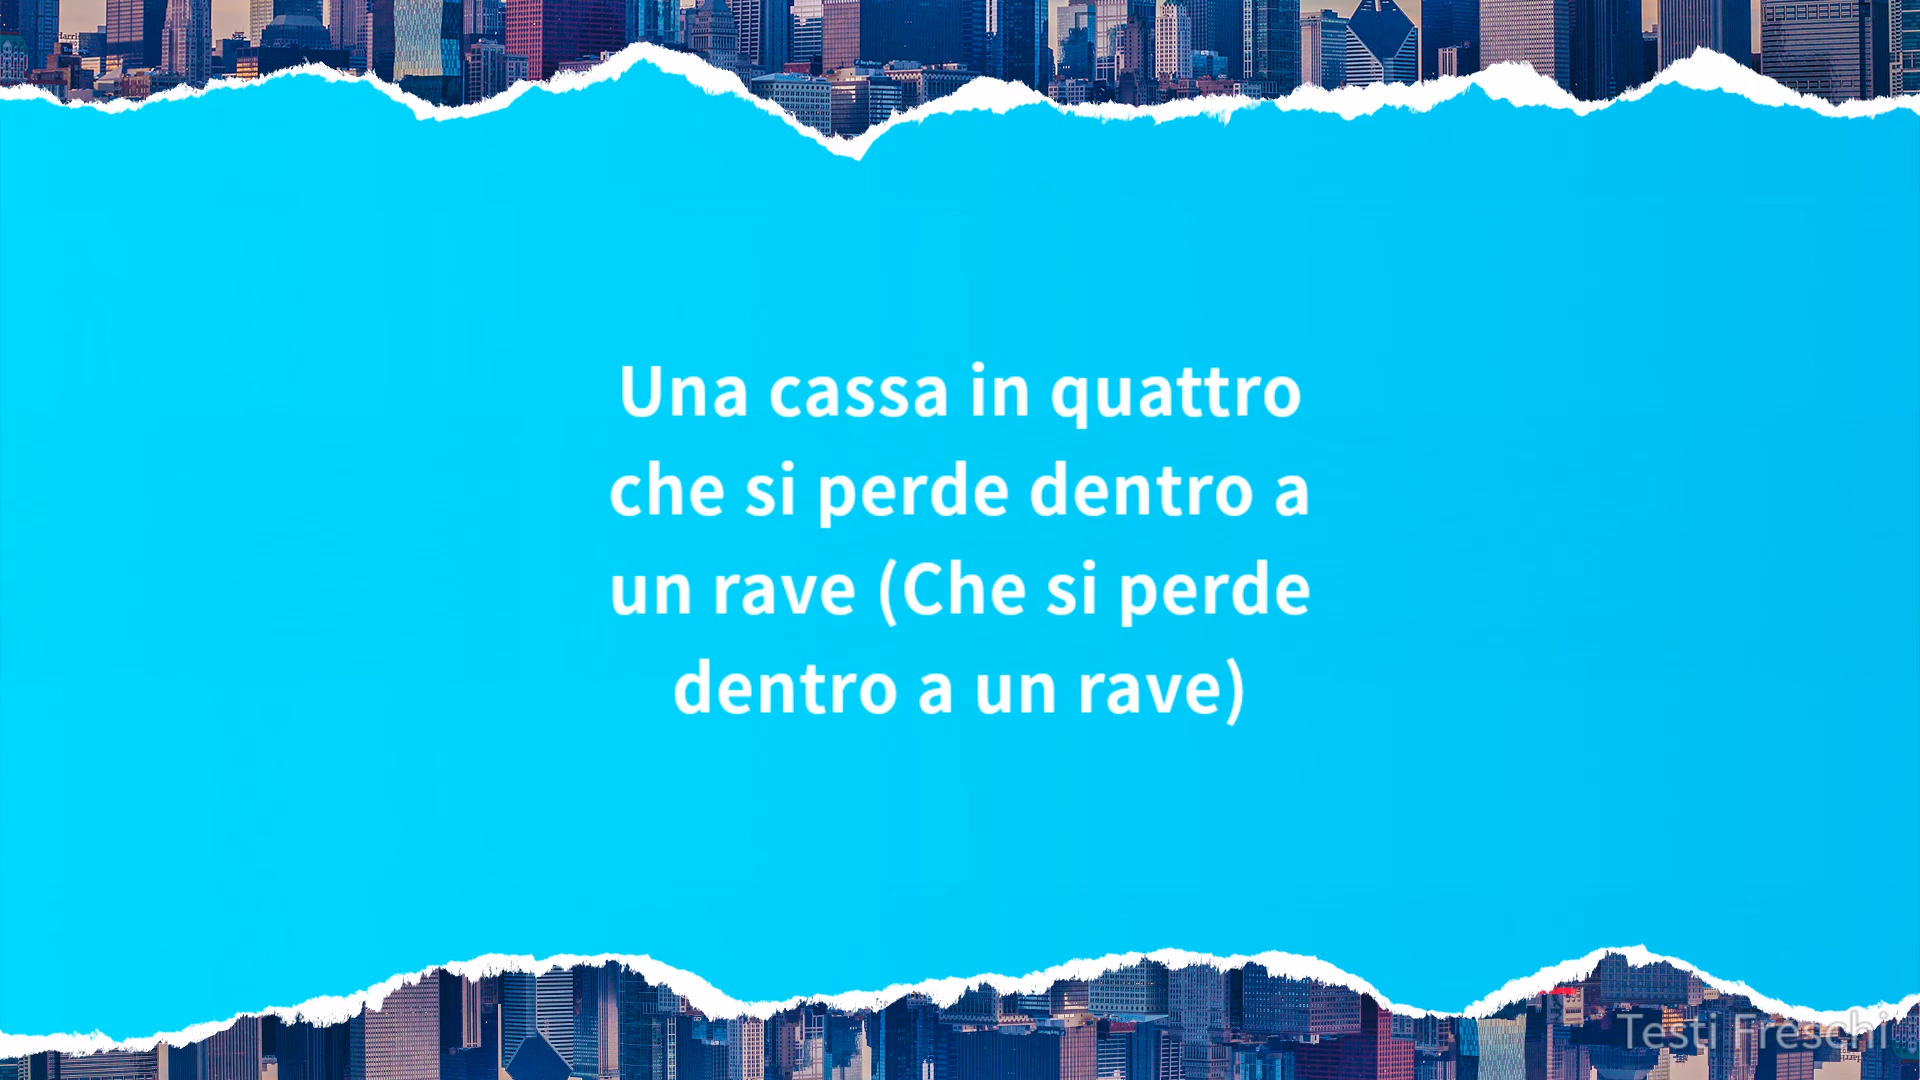 Una cassa in quattro
che si perde dentro a
un rave (Che si perde
dentro a un rave)
Testi Freschi